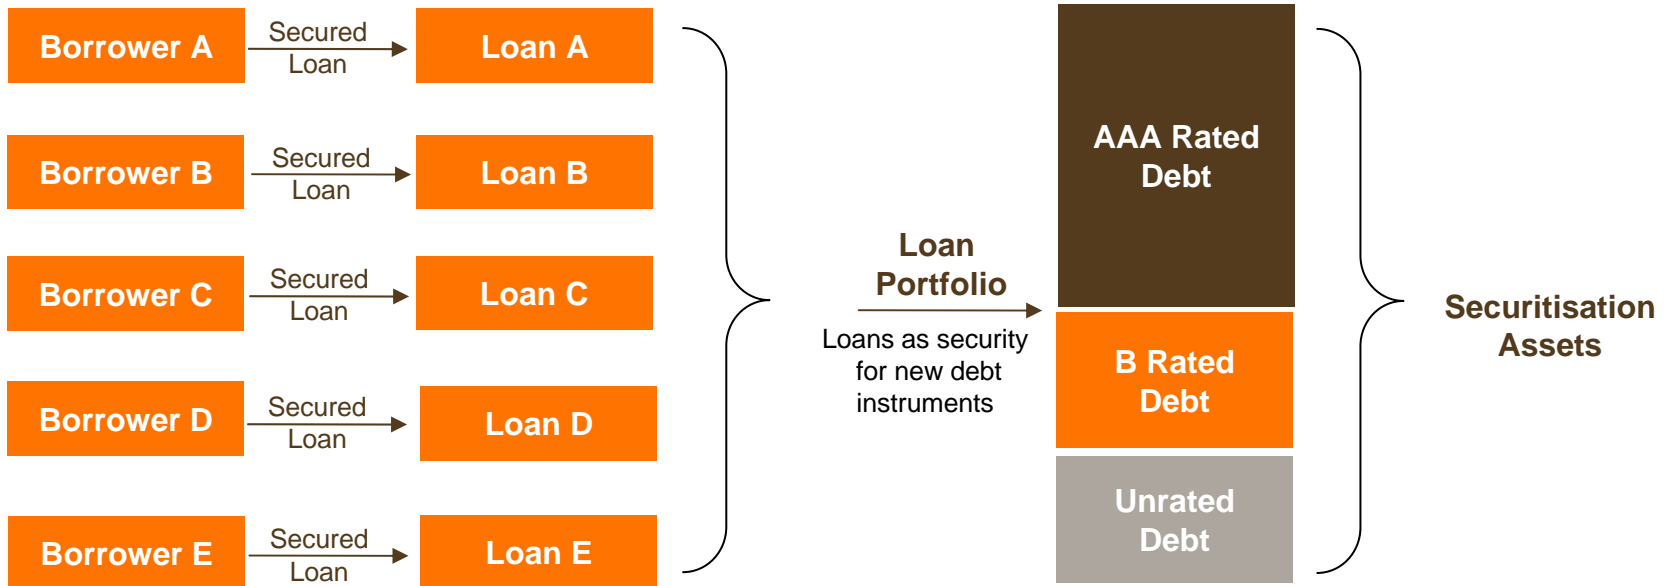 Borrower A
Secured
Loan
Loan A
Borrower B
Secured
Loan
Loan B
Borrower C
Secured
Loan
Loan C
Borrower D
Secured
Loan
Loan D
Borrower E
Secured
Loan
Loan E
Loan
Portfolio
Loans as security
for new debt
instruments
AAA Rated
Debt
B Rated
Debt
Unrated
Debt
Securitisation
Assets